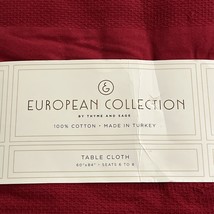 E
EUROPEAN COLLECTION
BY THYME AND SAGE
100% COTTON • MADE IN TURKEY
TABLE CLOTH
60"x84" • SEATS 6 TO 8